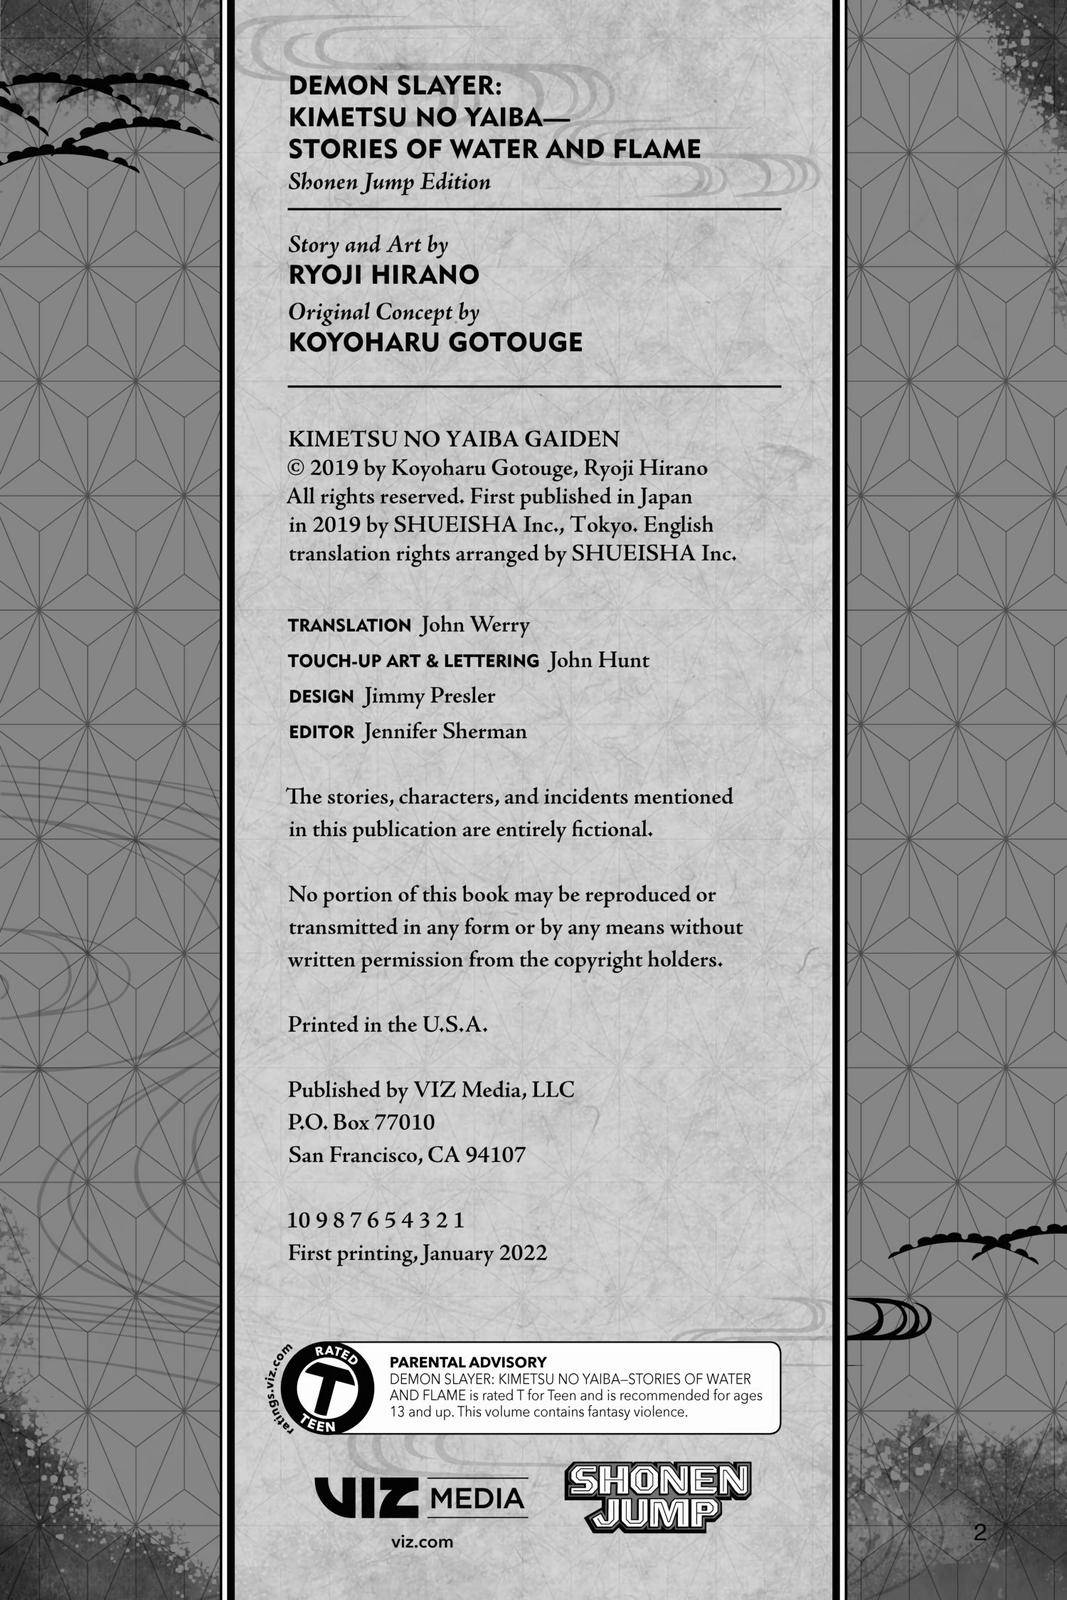 DEMON SLAYER:
KIMETSU NO YAIBA—
STORIES OF WATER AND FLAME
Shonen Jump Edition
Story and Art by
RYOJI HIRANO
Original Concept by
KOYOHARU GOTOUGE
KIMETSU NO YAIBA GAIDEN
© 2019 by Koyoharu Gotouge, Ryoji Hirano
All rights reserved. First published in Japan
in 2019 by SHUEISHA Inc., Tokyo. English
translation rights arranged by SHUEISHA Inc.
TRANSLATION John Werry
TOUCH-UP ART & LETTERING John Hunt
DESIGN Jimmy Presler
EDITOR Jennifer Sherman
The stories, characters, and incidents mentioned
in this publication are entirely fictional.
No portion of this book may be reproduced or
transmitted in any form or by any means without
written permission from the copyright holders.
Printed in the U.S.A.
Published by VIZ Media, LLC
P.O. Box 77010
San Francisco, CA 94107
10 9 8 7 6 5 4 3 2 1
First printing, January 2022
ratings.viz.com
RATED
T
TEEN
PARENTAL ADVISORY
DEMON SLAYER: KIMETSU NO YAIBA–STORIES OF WATER
AND FLAME is rated T for Teen and is recommended for ages
13 and up. This volume contains fantasy violence.
VIZ MEDIA
viz.com
SHONEN
JUMP
2